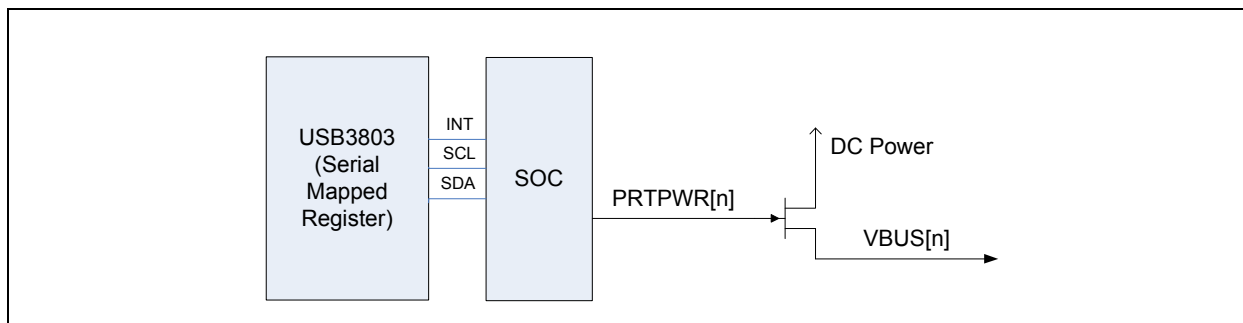 USB3803
(Serial
Mapped
Register)
INT
SCL
SDA
SOC
PRTPWR[n]
DC Power
VBUS[n]